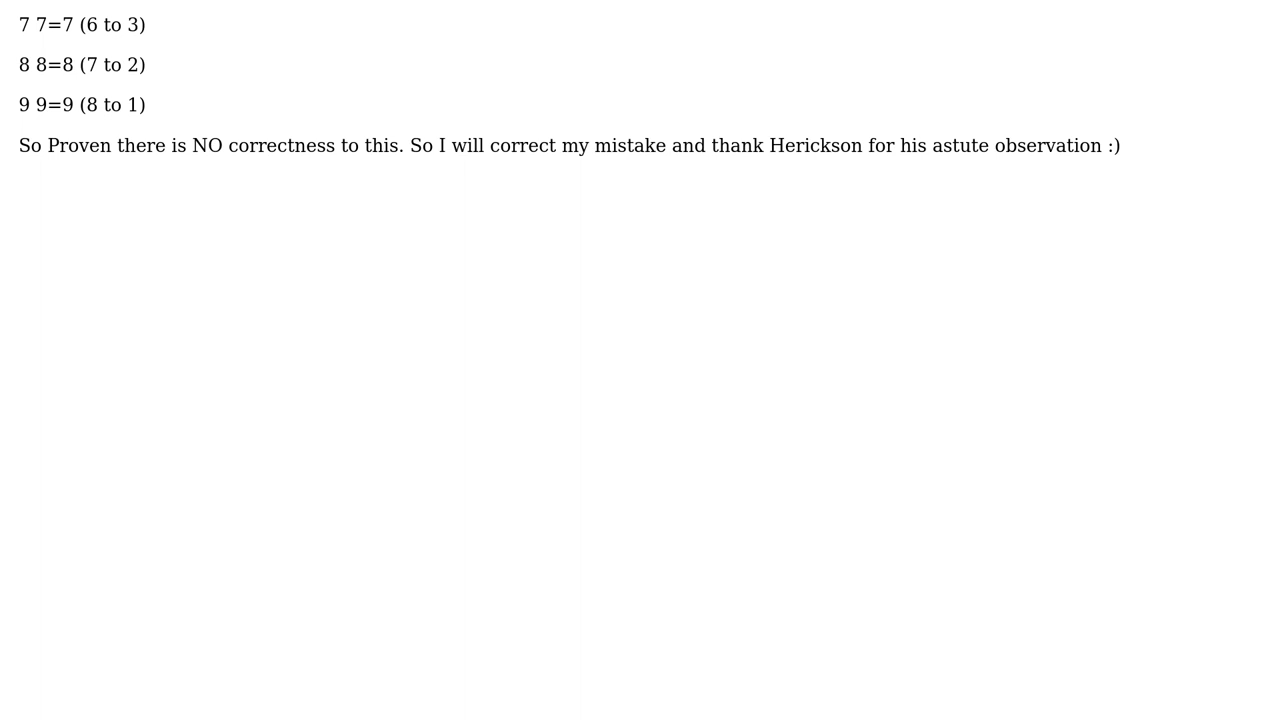 7 7=7 (6 to 3)
8 8=8 (7 to 2)
9 9=9 (8 to 1)
So Proven there is NO correctness to this. So I will correct my mistake and thank Herickson for his astute observation :)